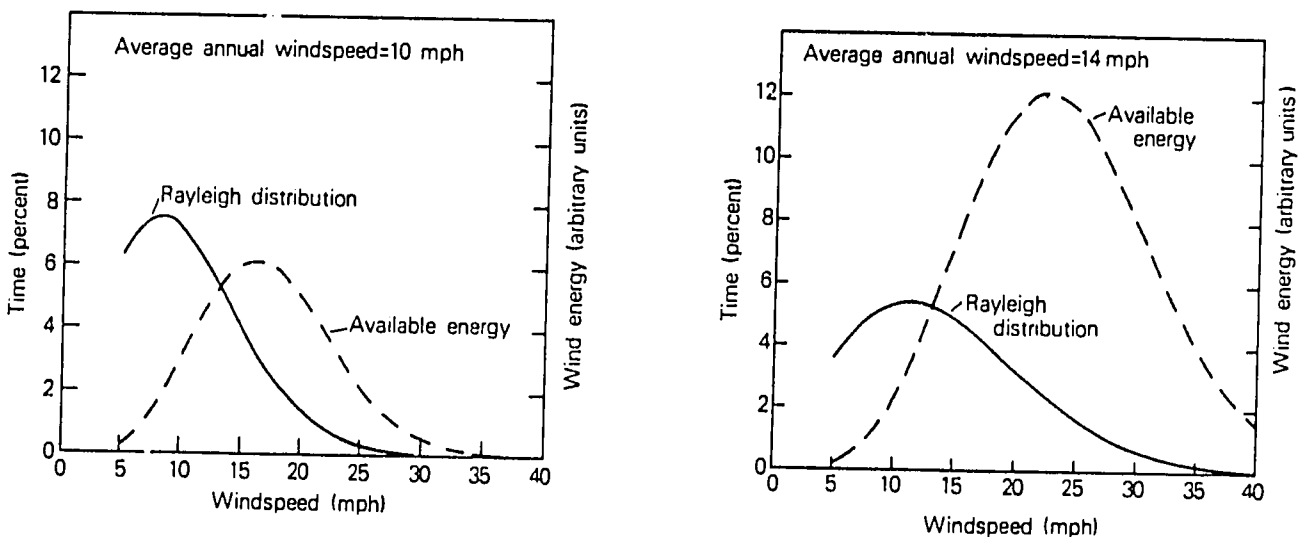 Average annual windspeed=10 mph
12
10
8
6
4
2
0
Time (percent)
Rayleigh distribution
Available energy
Wind energy (arbitrary units)
0 5 10 15 20 25 30 35 40
Windspeed (mph)
Average annual windspeed=14 mph
12
10
8
6
4
2
0
Time (percent)
Available
energy
Rayleigh
distribution
Wind energy (arbitrary units)
0 5 10 15 20 25 30 35 40
Windspeed (mph)